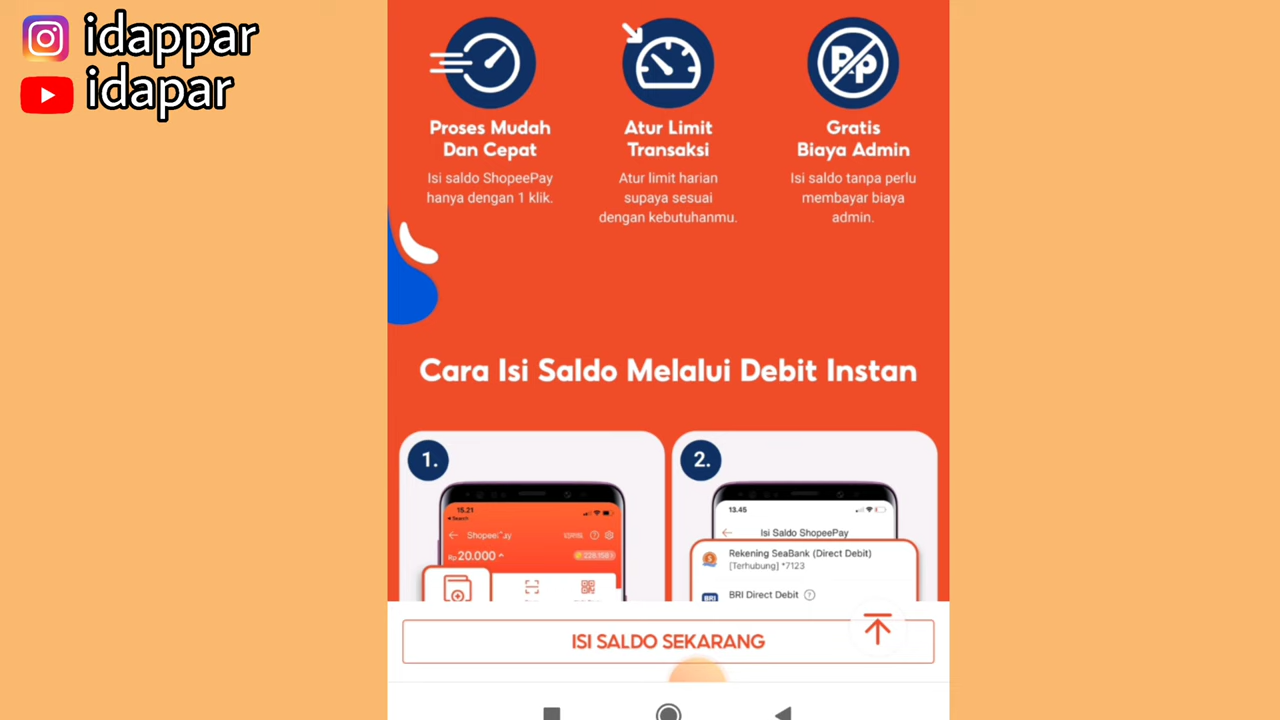 idappar
idapar
Proses Mudah
Dan Cepat
Isi saldo ShopeePay
hanya dengan 1 klik.
Atur Limit
Transaksi
Atur limit harian
supaya sesuai
dengan kebutuhanmu.
Gratis
Biaya Admin
Isi saldo tanpa perlu
membayar biaya
admin.
Cara Isi Saldo Melalui Debit Instan
1.
15.21
Search
ShopeePay
Rp 20.000
2.
13.45
Isi Saldo ShopeePay
Rekening SeaBank (Direct Debit)
[Terhubung] *7123
BRI BRI Direct Debit ?
ISI SALDO SEKARANG